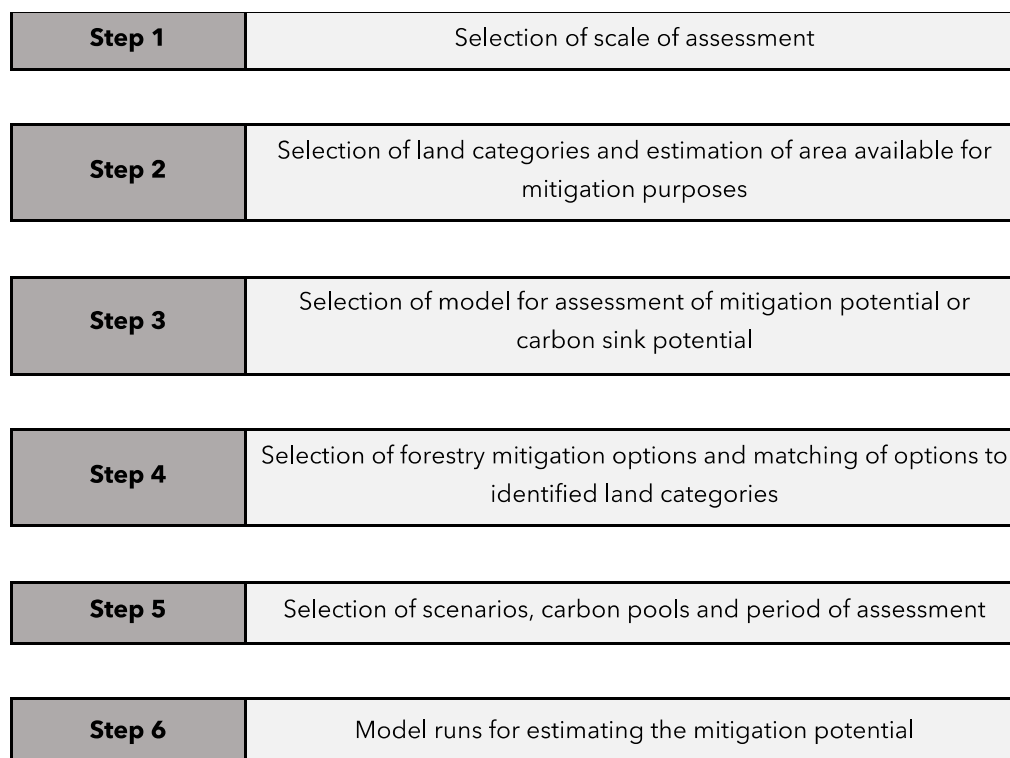 Step 1
Selection of scale of assessment
Step 2
Selection of land categories and estimation of area available for
mitigation purposes
Step 3
Selection of model for assessment of mitigation potential or
carbon sink potential
Step 4
Selection of forestry mitigation options and matching of options to
identified land categories
Step 5
Selection of scenarios, carbon pools and period of assessment
Step 6
Model runs for estimating the mitigation potential